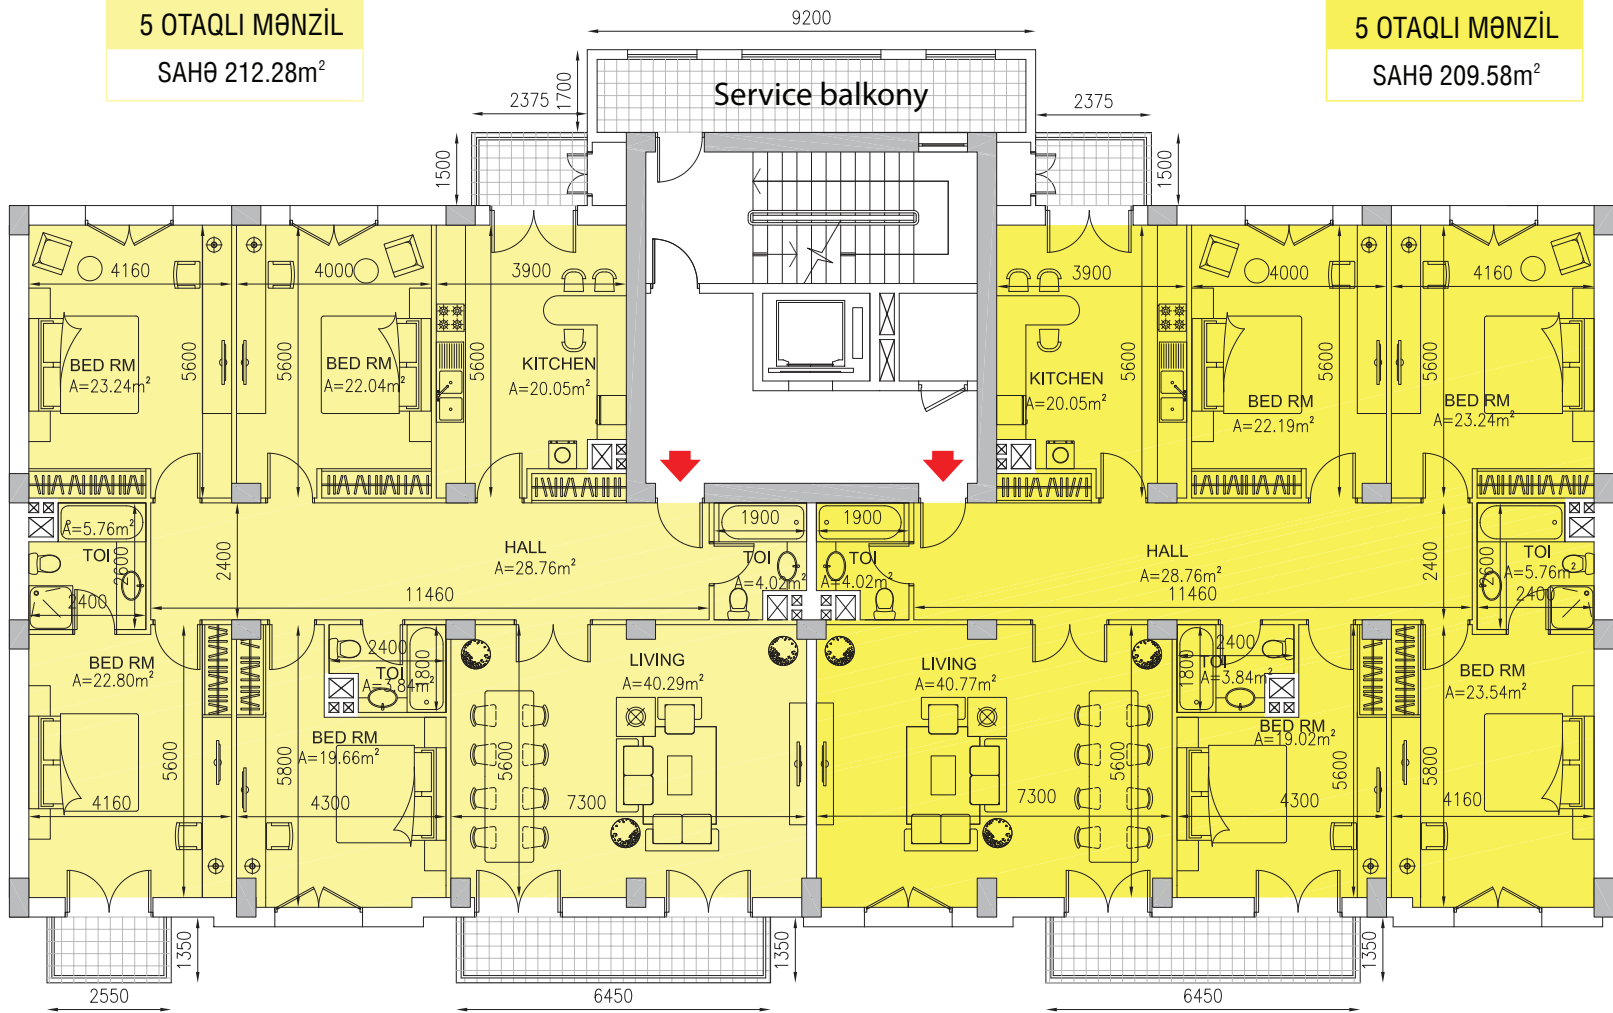 5 OTAQLI MƏNZİL
SAHƏ 212.28m²
9200
5 OTAQLI MƏNZİL
SAHƏ 209.58m²
Service balkony
2375
1700
2375
1500
1500
4160
4000
3900
3900
4000
4160
BED RM
A=23.24m²
5600
5600
BED RM
A=22.04m²
5600
KITCHEN
A=20.05m²
KITCHEN
A=20.05m²
5600
BED RM
A=22.19m²
5600
5600
BED RM
A=23.24m²
A=5.76m²
TOI
2600
2400
2400
HALL
A=28.76m²
11460
1900
TOI
A=4.02m²
1900
TOI
A=4.02m²
HALL
A=28.76m²
11460
2400
2600
TOI
A=5.76m²
2400
BED RM
A=22.80m²
5600
4160
2400
TOI
A=3.84m²
1800
BED RM
A=19.66m²
5800
4300
LIVING
A=40.29m²
5600
7300
LIVING
A=40.77m²
7300
5600
1800
2400
TOI
A=3.84m²
BED RM
A=19.02m²
4300
5600
BED RM
A=23.54m²
5800
4160
1350
1350
1350
2550
6450
6450